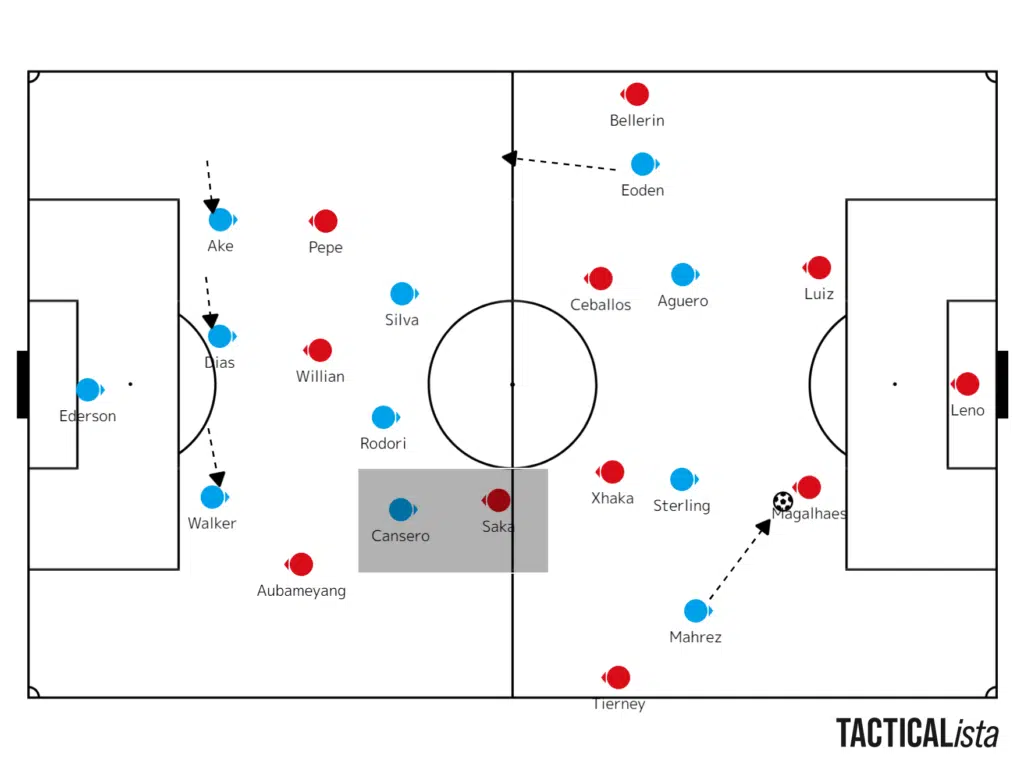 Bellerin
Eoden
Ake
Pepe
Silva
Ceballos
Aguero
Luiz
Dias
Willian
Ederson
Rodori
Leno
Walker
Cansero
Saka
Xhaka
Sterling
Magalhaes
Aubameyang
Mahrez
Tierney
TACTICALista